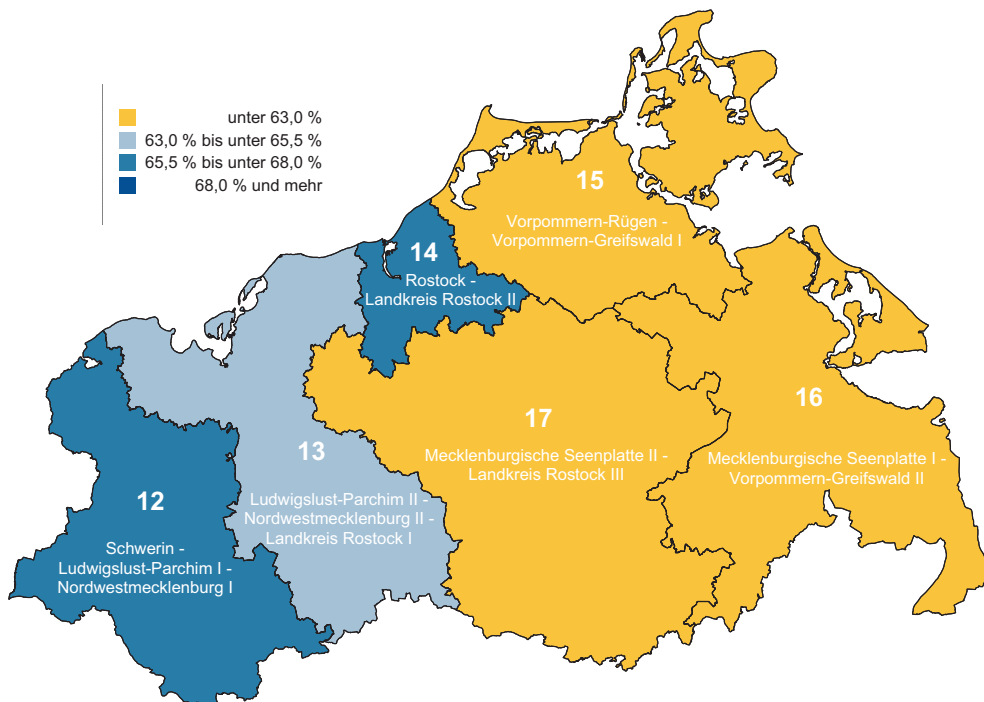 unter 63,0 %
63,0 % bis unter 65,5 %
65,5 % bis unter 68,0 %
68,0 % und mehr
15
Vorpommern-Rügen -
Vorpommern-Greifswald I
14
Rostock -
Landkreis Rostock II
16
Mecklenburgische Seenplatte I -
Vorpommern-Greifswald II
17
Mecklenburgische Seenplatte II -
Landkreis Rostock III
13
Ludwigslust-Parchim II -
Nordwestmecklenburg II -
Landkreis Rostock I
12
Schwerin -
Ludwigslust-Parchim I -
Nordwestmecklenburg I